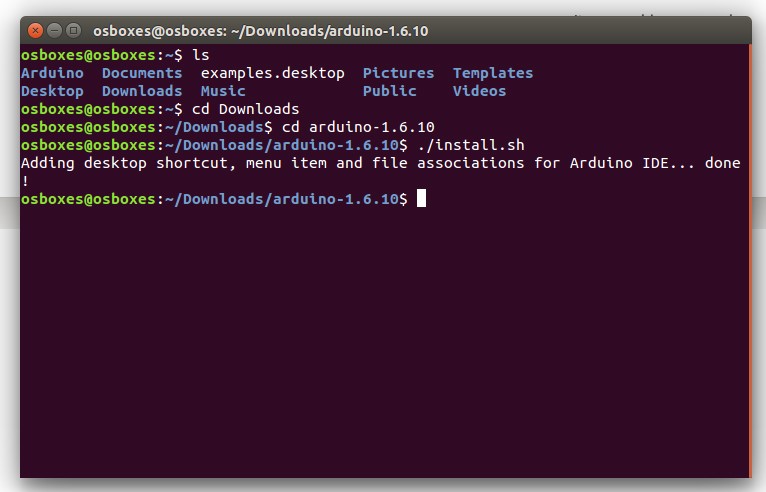 osboxes@osboxes: ~/Downloads/arduino-1.6.10
osboxes@osboxes:~$ ls
Arduino  Documents  examples.desktop  Pictures  Templates
Desktop  Downloads  Music             Public    Videos
osboxes@osboxes:~$ cd Downloads
osboxes@osboxes:~/Downloads$ cd arduino-1.6.10
osboxes@osboxes:~/Downloads/arduino-1.6.10$ ./install.sh
Adding desktop shortcut, menu item and file associations for Arduino IDE... done
!
osboxes@osboxes:~/Downloads/arduino-1.6.10$